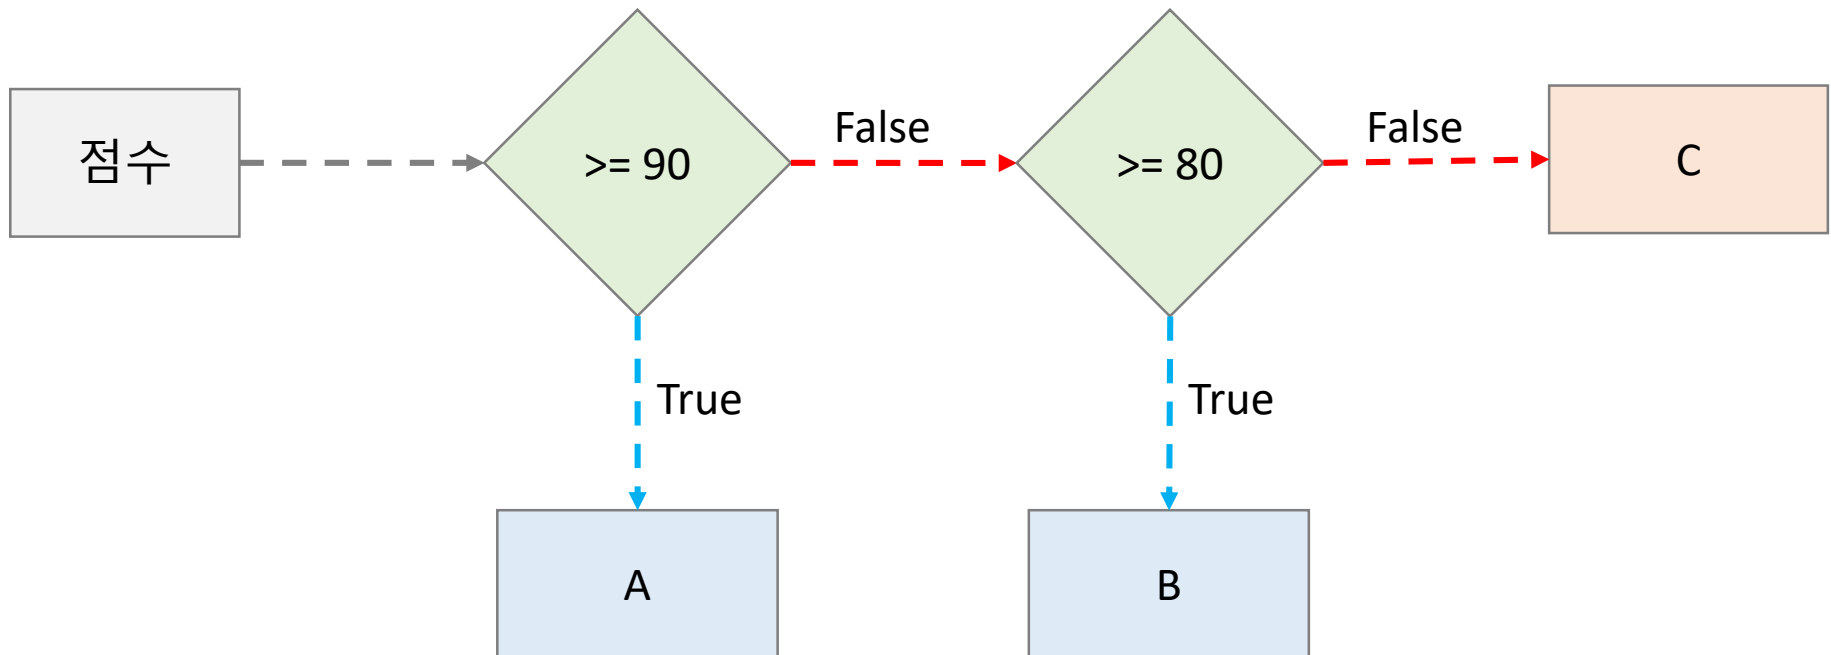 점수
>= 90
False
>= 80
False
C
True
True
A
B